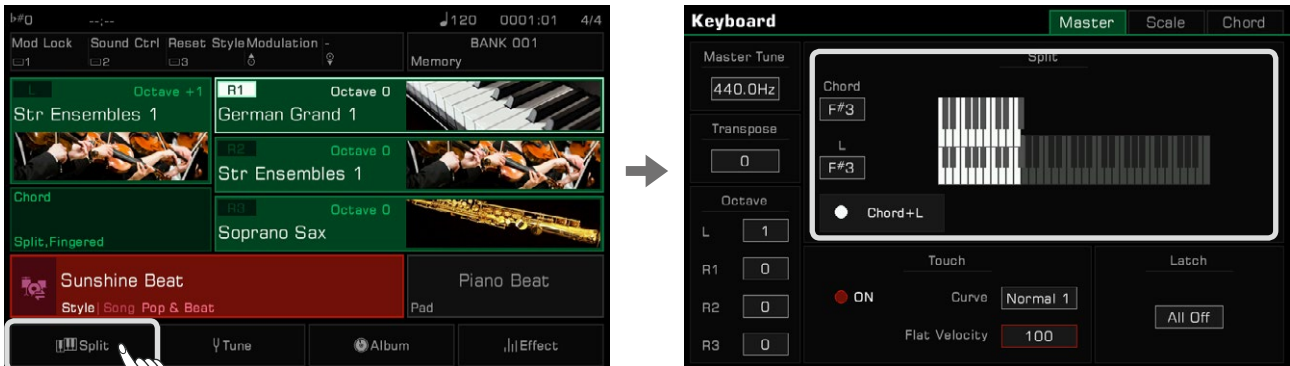 ♭#0 --;-- ♩120 0001:01 4/4
Mod Lock Sound Ctrl Reset Style Modulation -
1 2 3
BANK 001
Memory
L Octave +1
Str Ensembles 1
R1 Octave 0
German Grand 1
R2 Octave 0
Str Ensembles 1
R3 Octave 0
Soprano Sax
Chord
Split,Fingered
Sunshine Beat
Style|Song Pop & Beat
Piano Beat
Pad
Split Tune Album Effect
Keyboard Master Scale Chord
Master Tune
440.0Hz
Transpose
0
Octave
L 1
R1 0
R2 0
R3 0
Split
Chord
F#3
L
F#3
Chord+L
Touch
ON Curve Normal 1
Flat Velocity 100
Latch
All Off